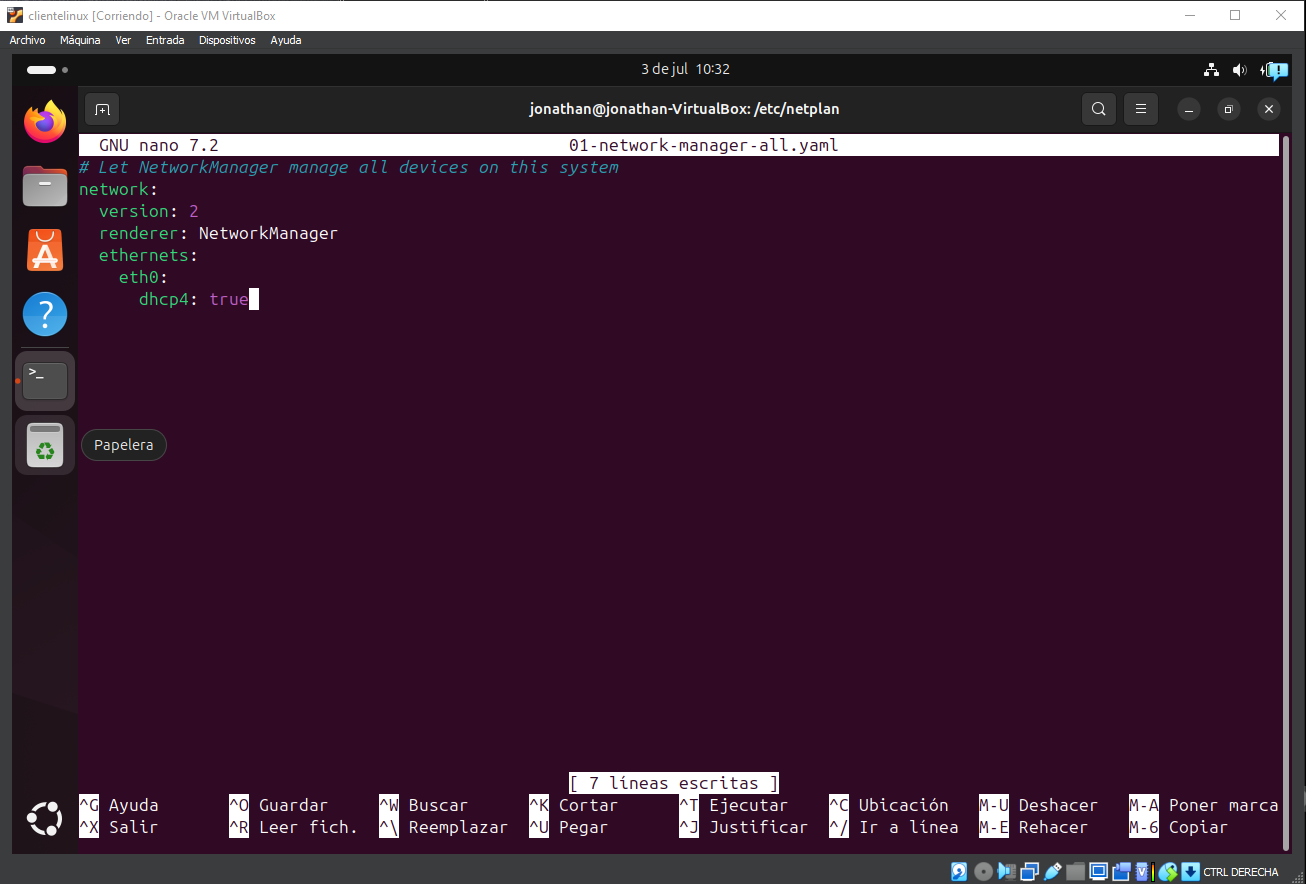 clientelinux [Corriendo] - Oracle VM VirtualBox
Archivo Máquina Ver Entrada Dispositivos Ayuda
3 de jul 10:32
jonathan@jonathan-VirtualBox: /etc/netplan
GNU nano 7.2 01-network-manager-all.yaml
# Let NetworkManager manage all devices on this system
network:
version: 2
renderer: NetworkManager
ethernets:
eth0:
dhcp4: true
Papelera
[ 7 líneas escritas ]
^G Ayuda ^O Guardar ^W Buscar ^K Cortar ^T Ejecutar ^C Ubicación M-U Deshacer M-A Poner marca
^X Salir ^R Leer fich. ^\ Reemplazar ^U Pegar ^J Justificar ^/ Ir a línea M-E Rehacer M-6 Copiar
CTRL DERECHA